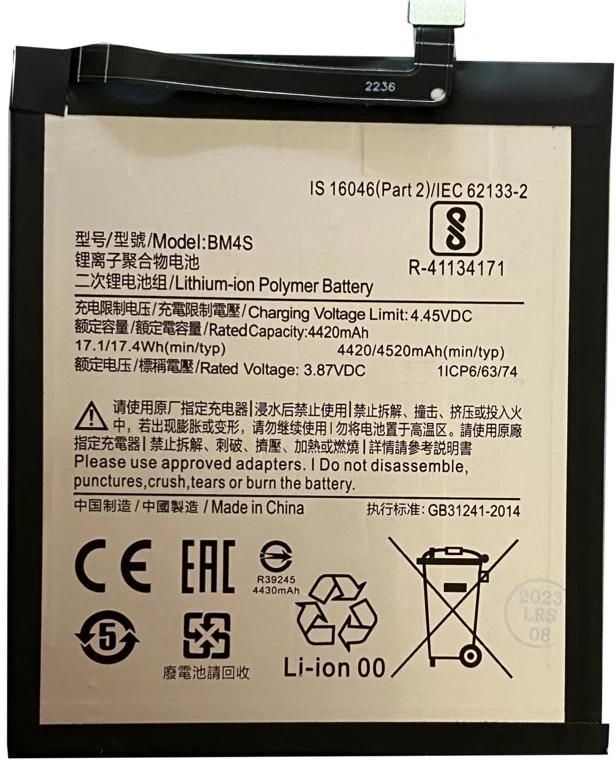 2236
IS 16046(Part 2)/IEC 62133-2
R-41134171
型号/型號/Model:BM4S
锂离子聚合物电池
二次锂电池组/Lithium-ion Polymer Battery
充电限制电压/充電限制電壓/Charging Voltage Limit: 4.45VDC
额定容量/額定電容量/RatedCapacity:4420mAh
17.1/17.4Wh(min/typ) 4420/4520mAh(min/typ)
额定电压/標稱電壓/Rated Voltage: 3.87VDC 1ICP6/63/74
请使用原厂指定充电器|浸水后禁止使用|禁止拆解、撞击、挤压或投入火
中，若出现膨胀或变形，请勿继续使用|勿将电池置于高温区。请使用原廠
指定充電器|禁止拆解、刺破、擠壓、加熱或燃燒|詳情請參考説明書
Please use approved adapters. I Do not disassemble,
punctures,crush,tears or burn the battery.
中国制造/中國製造/Made in China 执行标准: GB31241-2014
CE EAC
R39245
4430mAh
5
廢電池請回收
Li-ion 00
2023
LRS
08